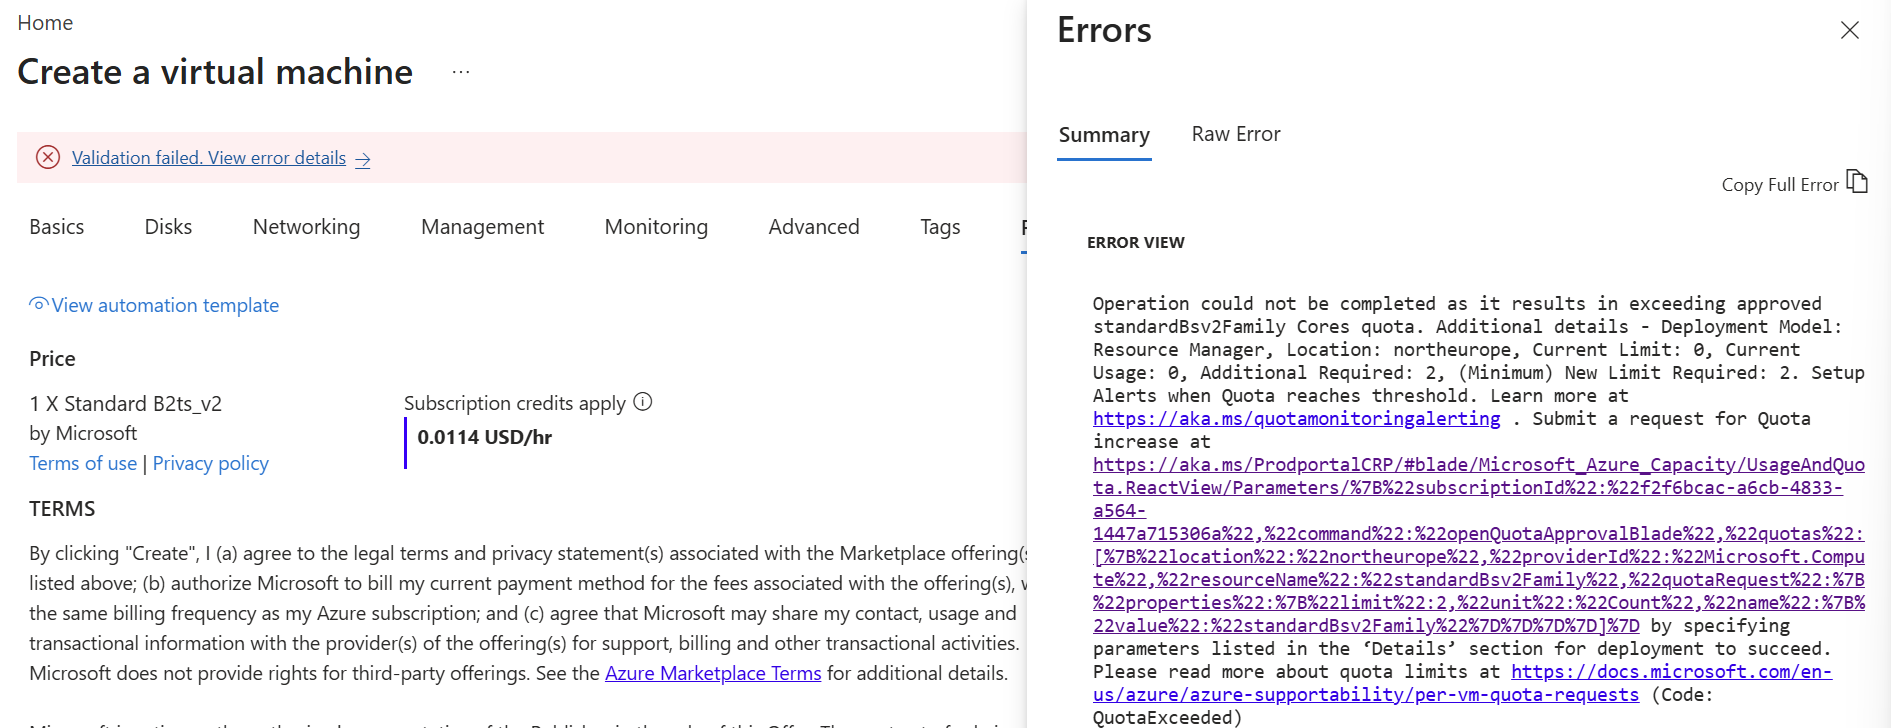 Home
Create a virtual machine ...
Validation failed. View error details →
Basics Disks Networking Management Monitoring Advanced Tags
View automation template
Price
1 X Standard B2ts_v2
by Microsoft
Terms of use | Privacy policy
Subscription credits apply
0.0114 USD/hr
TERMS
By clicking "Create", I (a) agree to the legal terms and privacy statement(s) associated with the Marketplace offering(s
listed above; (b) authorize Microsoft to bill my current payment method for the fees associated with the offering(s),
the same billing frequency as my Azure subscription; and (c) agree that Microsoft may share my contact, usage and
transactional information with the provider(s) of the offering(s) for support, billing and other transactional activities.
Microsoft does not provide rights for third-party offerings. See the Azure Marketplace Terms for additional details.
Errors
Summary Raw Error
Copy Full Error
ERROR VIEW
Operation could not be completed as it results in exceeding approved
standardBsv2Family Cores quota. Additional details - Deployment Model:
Resource Manager, Location: northeurope, Current Limit: 0, Current
Usage: 0, Additional Required: 2, (Minimum) New Limit Required: 2. Setup
Alerts when Quota reaches threshold. Learn more at
https://aka.ms/quotamonitoringalerting . Submit a request for Quota
increase at
https://aka.ms/ProdportalCRP/#blade/Microsoft_Azure_Capacity/UsageAndQuo
ta.ReactView/Parameters/%7B%22subscriptionId%22:%22f2f6bcac-a6cb-4833-
a564-
1447a715306a%22,%22command%22:%22openQuotaApprovalBlade%22,%22quotas%22:
[%7B%22location%22:%22northeurope%22,%22providerId%22:%22Microsoft.Compu
te%22,%22resourceName%22:%22standardBsv2Family%22,%22quotaRequest%22:%7B
%22properties%22:%7B%22limit%22:2,%22unit%22:%22Count%22,%22name%22:%7B%
22value%22:%22standardBsv2Family%22%7D%7D%7D%7D]%7D by specifying
parameters listed in the ‘Details’ section for deployment to succeed.
Please read more about quota limits at https://docs.microsoft.com/en-
us/azure/azure-supportability/per-vm-quota-requests (Code:
QuotaExceeded)